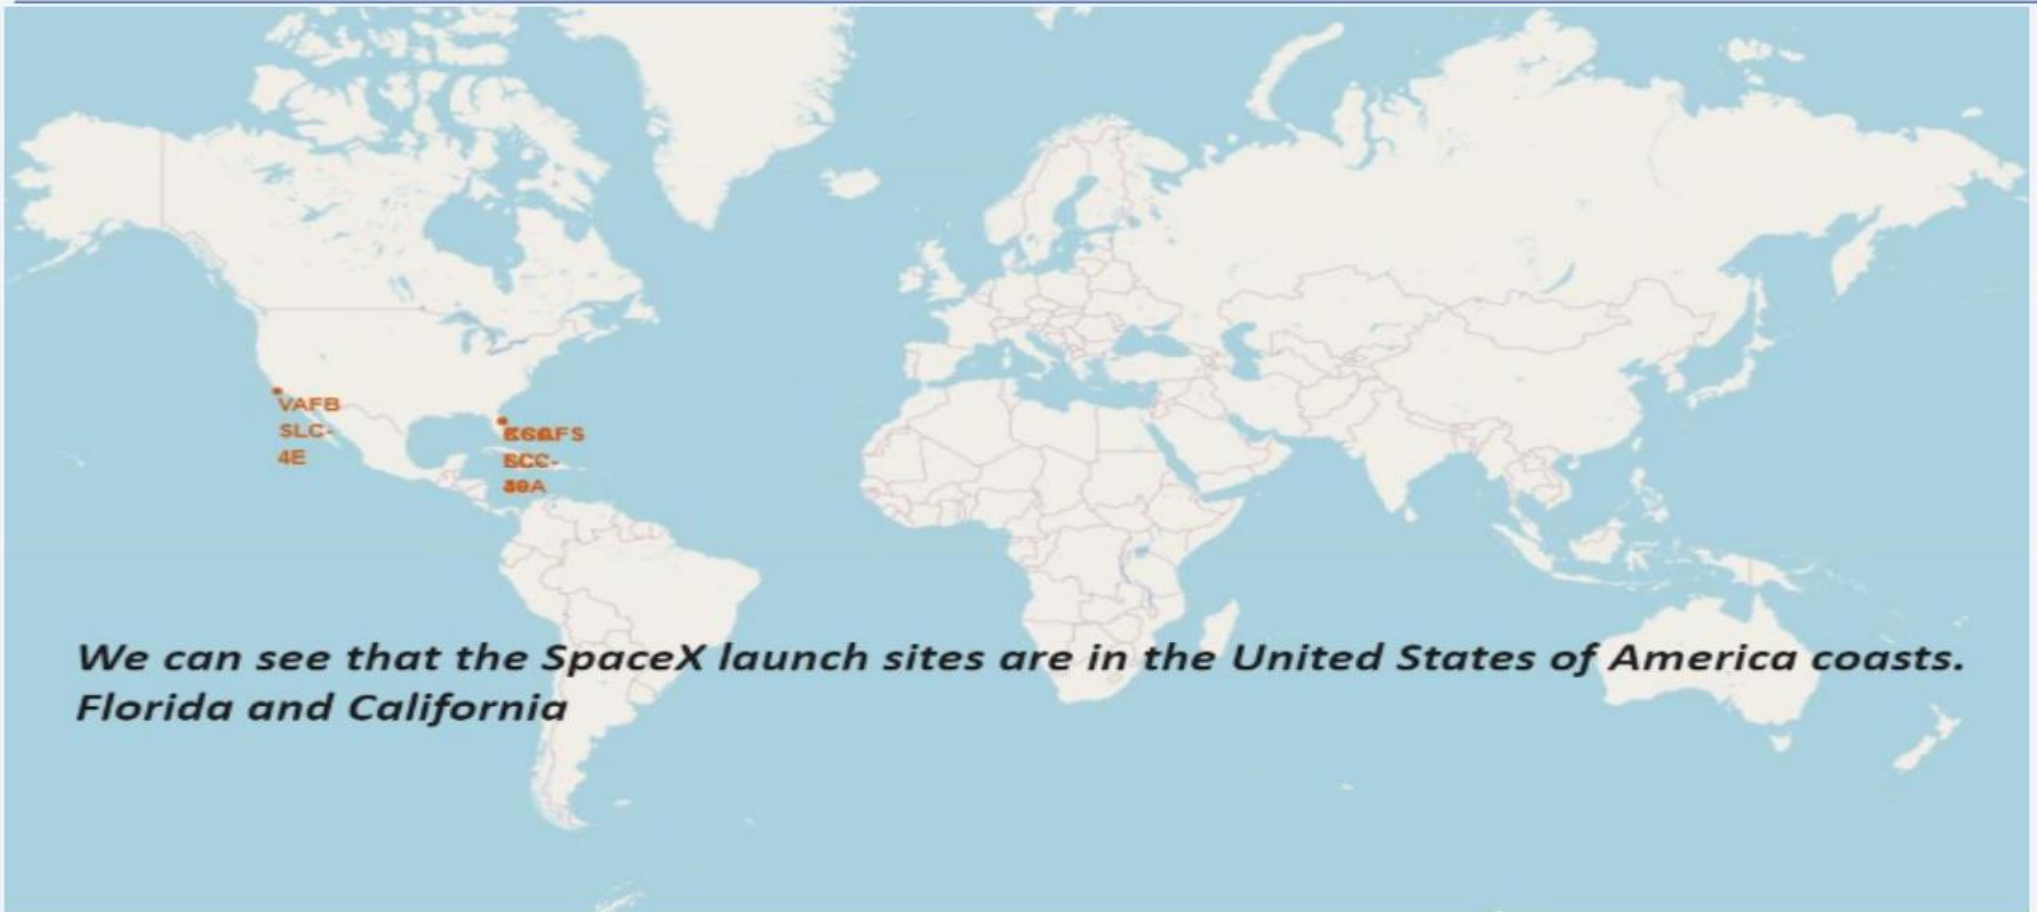 VAFB
SLC-
4E
We can see that the SpaceX launch sites are in the United States of America coasts.
Florida and California